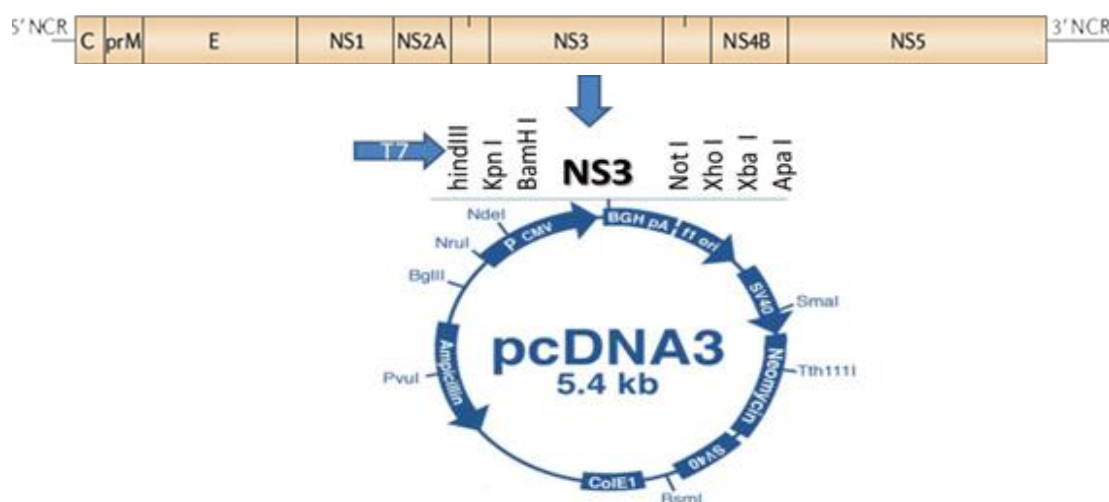 5′ NCR C prM E NS1 NS2A NS3 NS4B NS5 3′ NCR
T7 hindIII Kpn I BamH I NS3 Not I Xho I Xba I Apa I
NdeI P CMV BGH pA f1 ori
NruI
BglII SV40 SmaI
pcDNA3
5.4 kb
Ampicillin PvuI Neomycin Tth111I
SV40
ColE1 BsmI